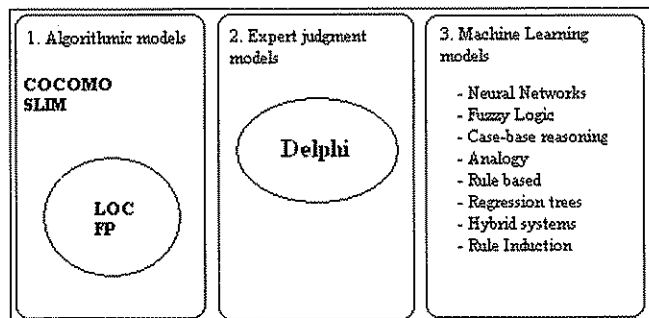 1. Algorithmic models
COCOMO
SLIM
LOC
FP
2. Expert judgment
models
Delphi
3. Machine Learning
models
- Neural Networks
- Fuzzy Logic
- Case-base reasoning
- Analogy
- Rule based
- Regression trees
- Hybrid systems
- Rule Induction